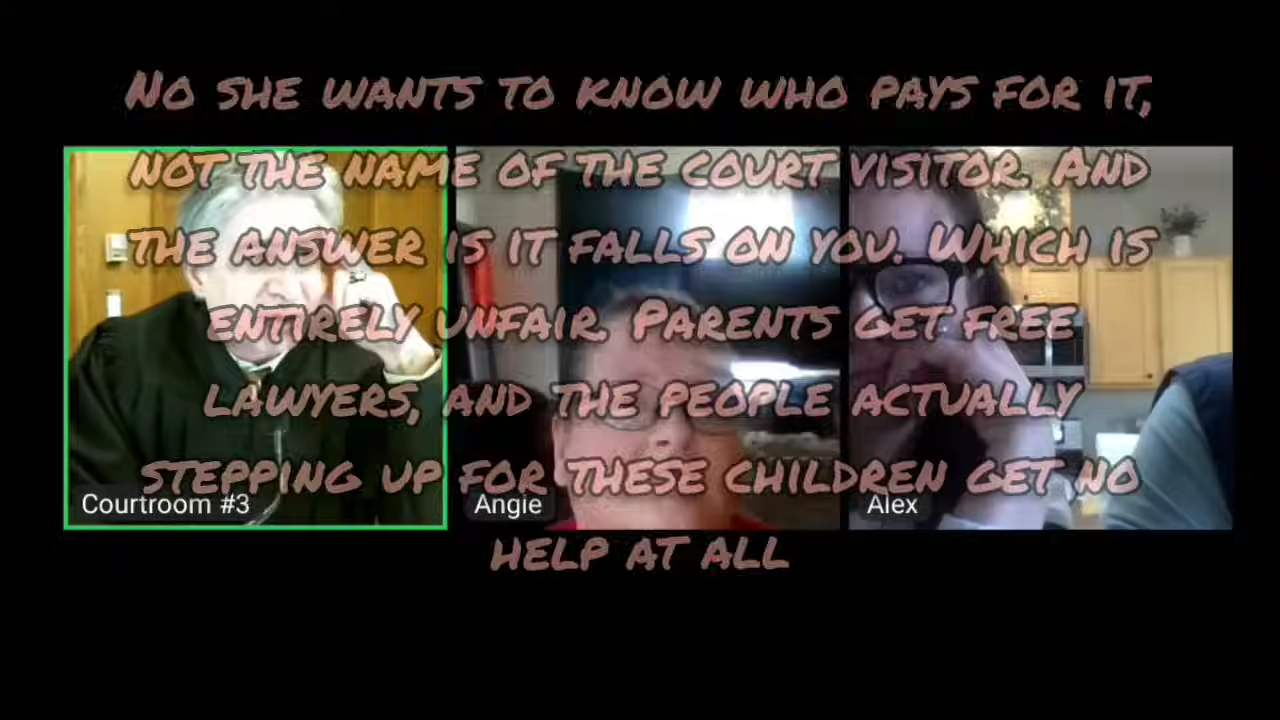 No she wants to know who pays for it,
not the name of the court visitor. And
the answer is it falls on you. Which is
entirely unfair. Parents get free
lawyers, and the people actually
stepping up for these children get no
help at all
Courtroom #3
Angie
Alex